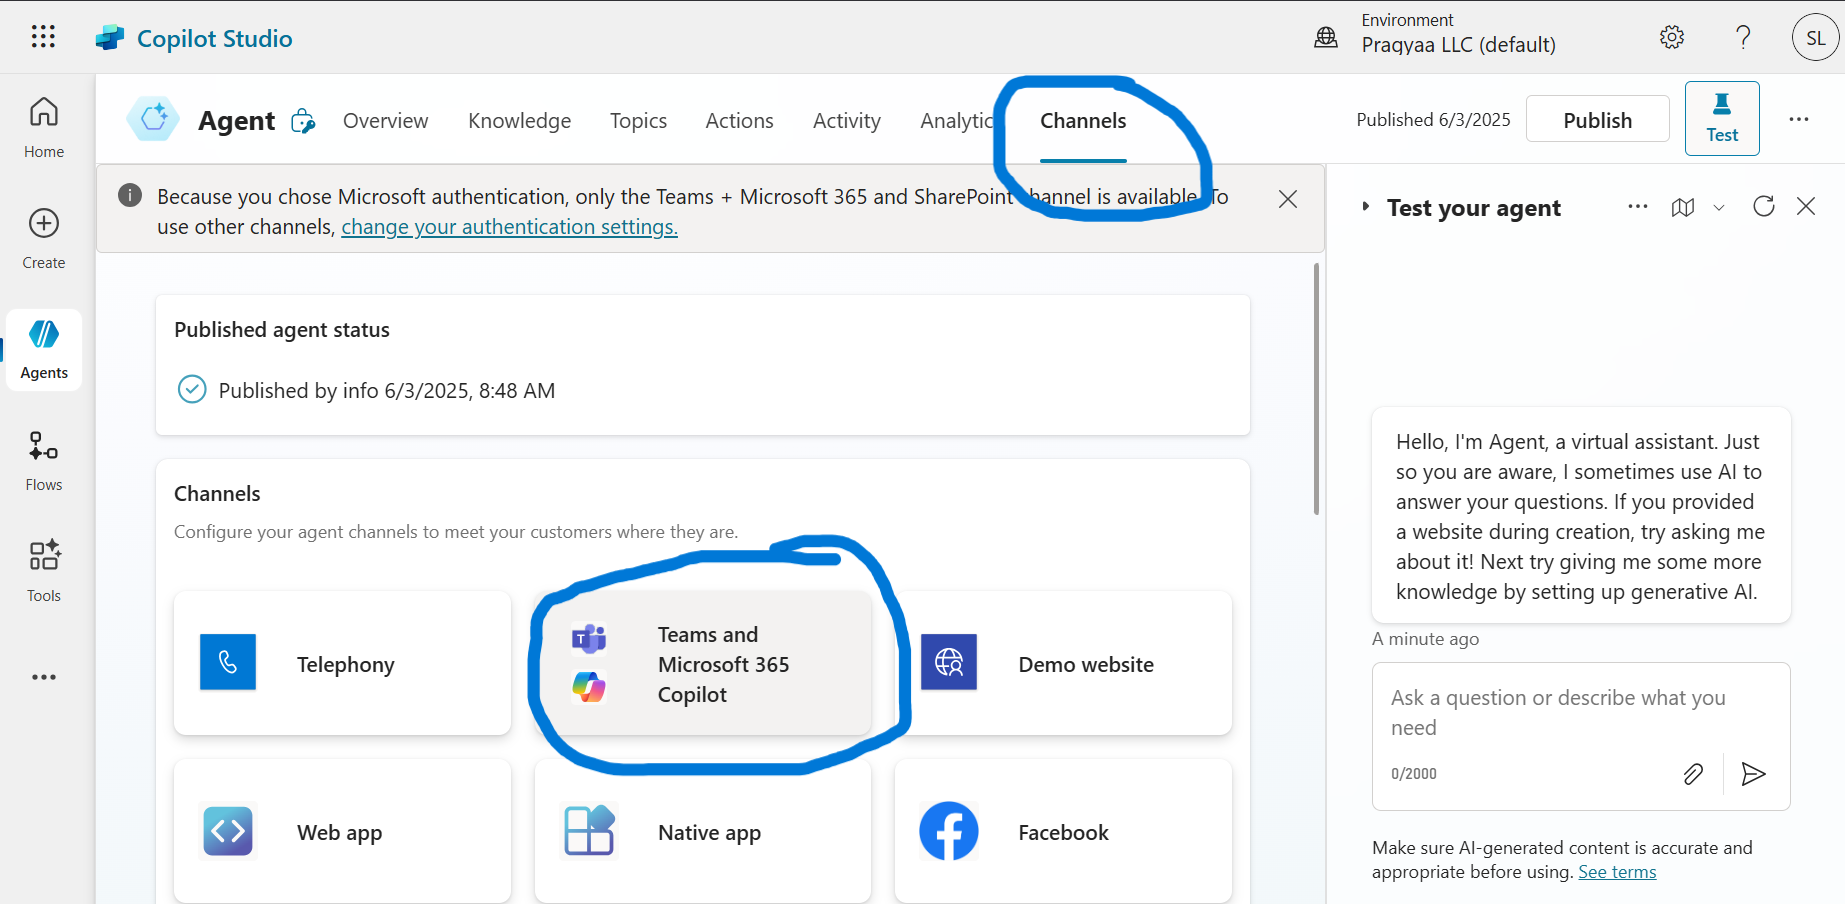 Copilot Studio
Environment
Praqyaa LLC (default)
?
SL
Home
Create
Agents
Flows
Tools
Agent
Overview
Knowledge
Topics
Actions
Activity
Analytic
Channels
Published 6/3/2025
Publish
Test
Because you chose Microsoft authentication, only the Teams + Microsoft 365 and SharePoint hannel is available. To
use other channels, change your authentication settings.
Published agent status
Published by info 6/3/2025, 8:48 AM
Channels
Configure your agent channels to meet your customers where they are.
Telephony
T
Teams and
Microsoft 365
Copilot
Demo website
Web app
Native app
Facebook
Test your agent
Hello, I'm Agent, a virtual assistant. Just
so you are aware, I sometimes use AI to
answer your questions. If you provided
a website during creation, try asking me
about it! Next try giving me some more
knowledge by setting up generative AI.
A minute ago
Ask a question or describe what you
need
0/2000
Make sure AI-generated content is accurate and
appropriate before using. See terms